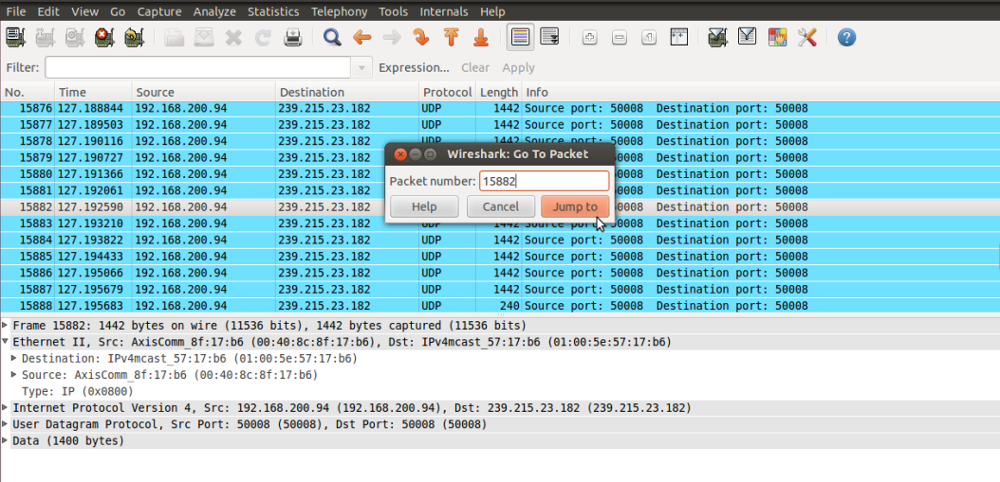 File Edit View Go Capture Analyze Statistics Telephony Tools Internals Help
Filter: Expression... Clear Apply
No. Time Source Destination Protocol Length Info
15876 127.188844 192.168.200.94 239.215.23.182 UDP 1442 Source port: 50008 Destination port: 50008
15877 127.189503 192.168.200.94 239.215.23.182 UDP 1442 Source port: 50008 Destination port: 50008
15878 127.190116 192.168.200.94 239.215.23.182 UDP 1442 Source port: 50008 Destination port: 50008
Wireshark: Go To Packet
15879 127.190727 192.168.200.94 239.215.23.182 0008 Destination port: 50008
15880 127.191366 192.168.200.94 239.215.23.182 0008 Destination port: 50008
Packet number: 15882
15881 127.192061 192.168.200.94 239.215.23.182 0008 Destination port: 50008
15882 127.192590 192.168.200.94 239.215.23.182 0008 Destination port: 50008
Help Cancel Jump to
15883 127.193210 192.168.200.94 239.215.23.182 UDP 1442 Source port: 50008 Destination port: 50008
15884 127.193822 192.168.200.94 239.215.23.182 UDP 1442 Source port: 50008 Destination port: 50008
15885 127.194433 192.168.200.94 239.215.23.182 UDP 1442 Source port: 50008 Destination port: 50008
15886 127.195066 192.168.200.94 239.215.23.182 UDP 1442 Source port: 50008 Destination port: 50008
15887 127.195679 192.168.200.94 239.215.23.182 UDP 1442 Source port: 50008 Destination port: 50008
15888 127.195683 192.168.200.94 239.215.23.182 UDP 240 Source port: 50008 Destination port: 50008
Frame 15882: 1442 bytes on wire (11536 bits), 1442 bytes captured (11536 bits)
Ethernet II, Src: AxisComm_8f:17:b6 (00:40:8c:8f:17:b6), Dst: IPv4mcast_57:17:b6 (01:00:5e:57:17:b6)
Destination: IPv4mcast_57:17:b6 (01:00:5e:57:17:b6)
Source: AxisComm_8f:17:b6 (00:40:8c:8f:17:b6)
Type: IP (0x0800)
Internet Protocol Version 4, Src: 192.168.200.94 (192.168.200.94), Dst: 239.215.23.182 (239.215.23.182)
User Datagram Protocol, Src Port: 50008 (50008), Dst Port: 50008 (50008)
Data (1400 bytes)